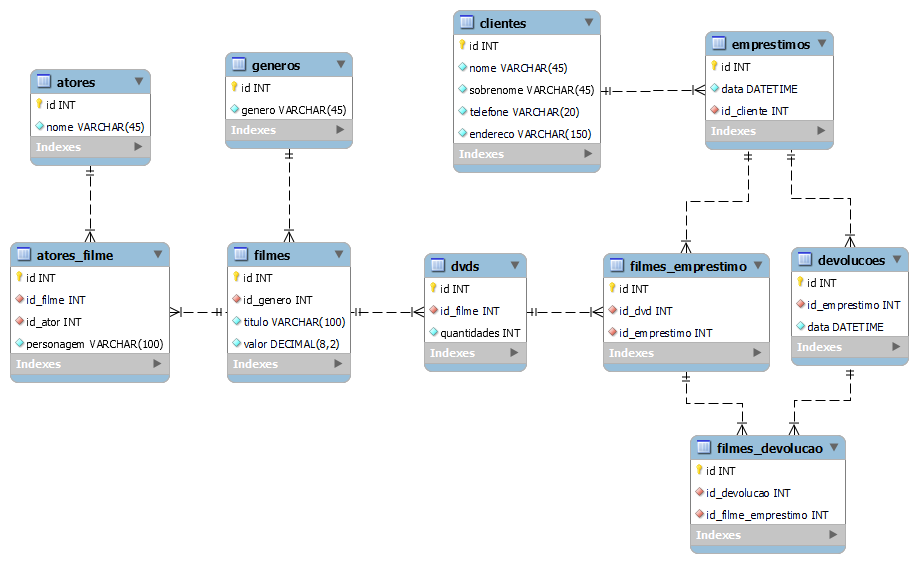 clientes
id INT
nome VARCHAR(45)
sobrenome VARCHAR(45)
telefone VARCHAR(20)
endereco VARCHAR(150)
Indexes
emprestimos
id INT
data DATETIME
id_cliente INT
Indexes
atores
id INT
nome VARCHAR(45)
Indexes
generos
id INT
genero VARCHAR(45)
Indexes
atores_filme
id INT
id_filme INT
id_ator INT
personagem VARCHAR(100)
Indexes
filmes
id INT
id_genero INT
titulo VARCHAR(100)
valor DECIMAL(8,2)
Indexes
dvds
id INT
id_filme INT
quantidades INT
Indexes
filmes_emprestimo
id INT
id_dvd INT
id_emprestimo INT
Indexes
devolucoes
id INT
id_emprestimo INT
data DATETIME
Indexes
filmes_devolucao
id INT
id_devolucao INT
id_filme_emprestimo INT
Indexes